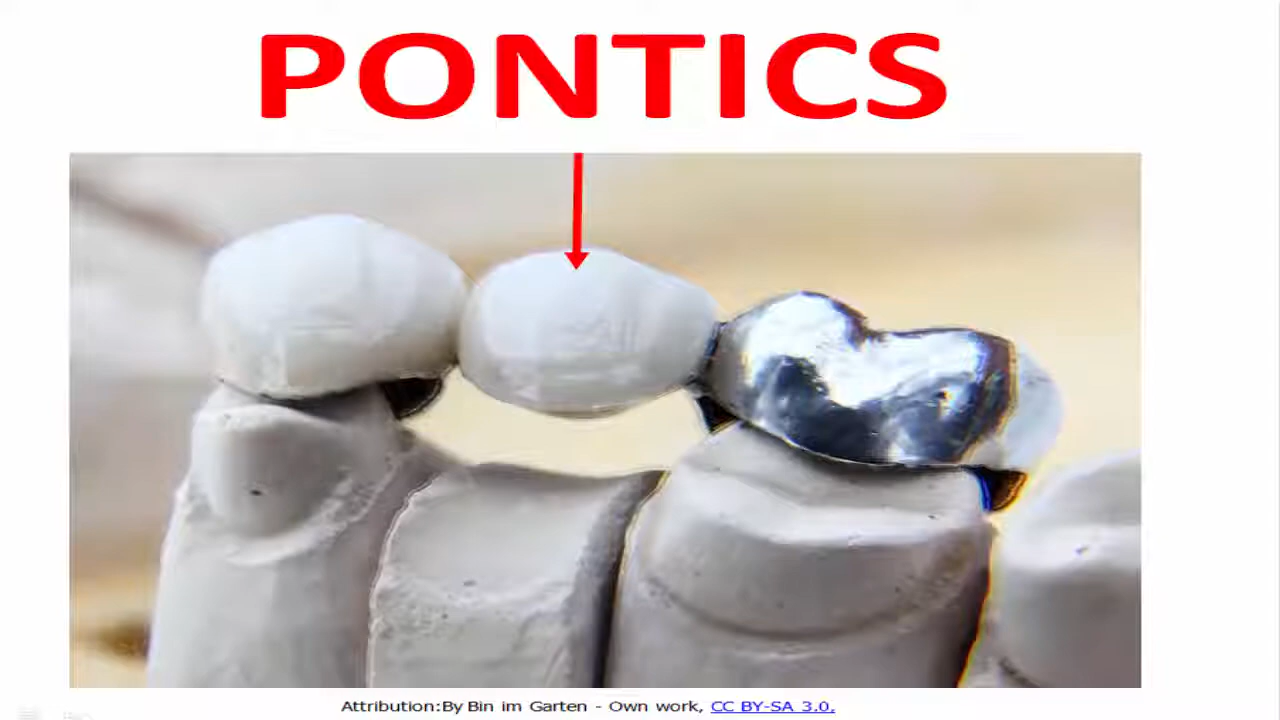 PONTICS
Attribution:By Bin im Garten - Own work, CC BY-SA 3.0.